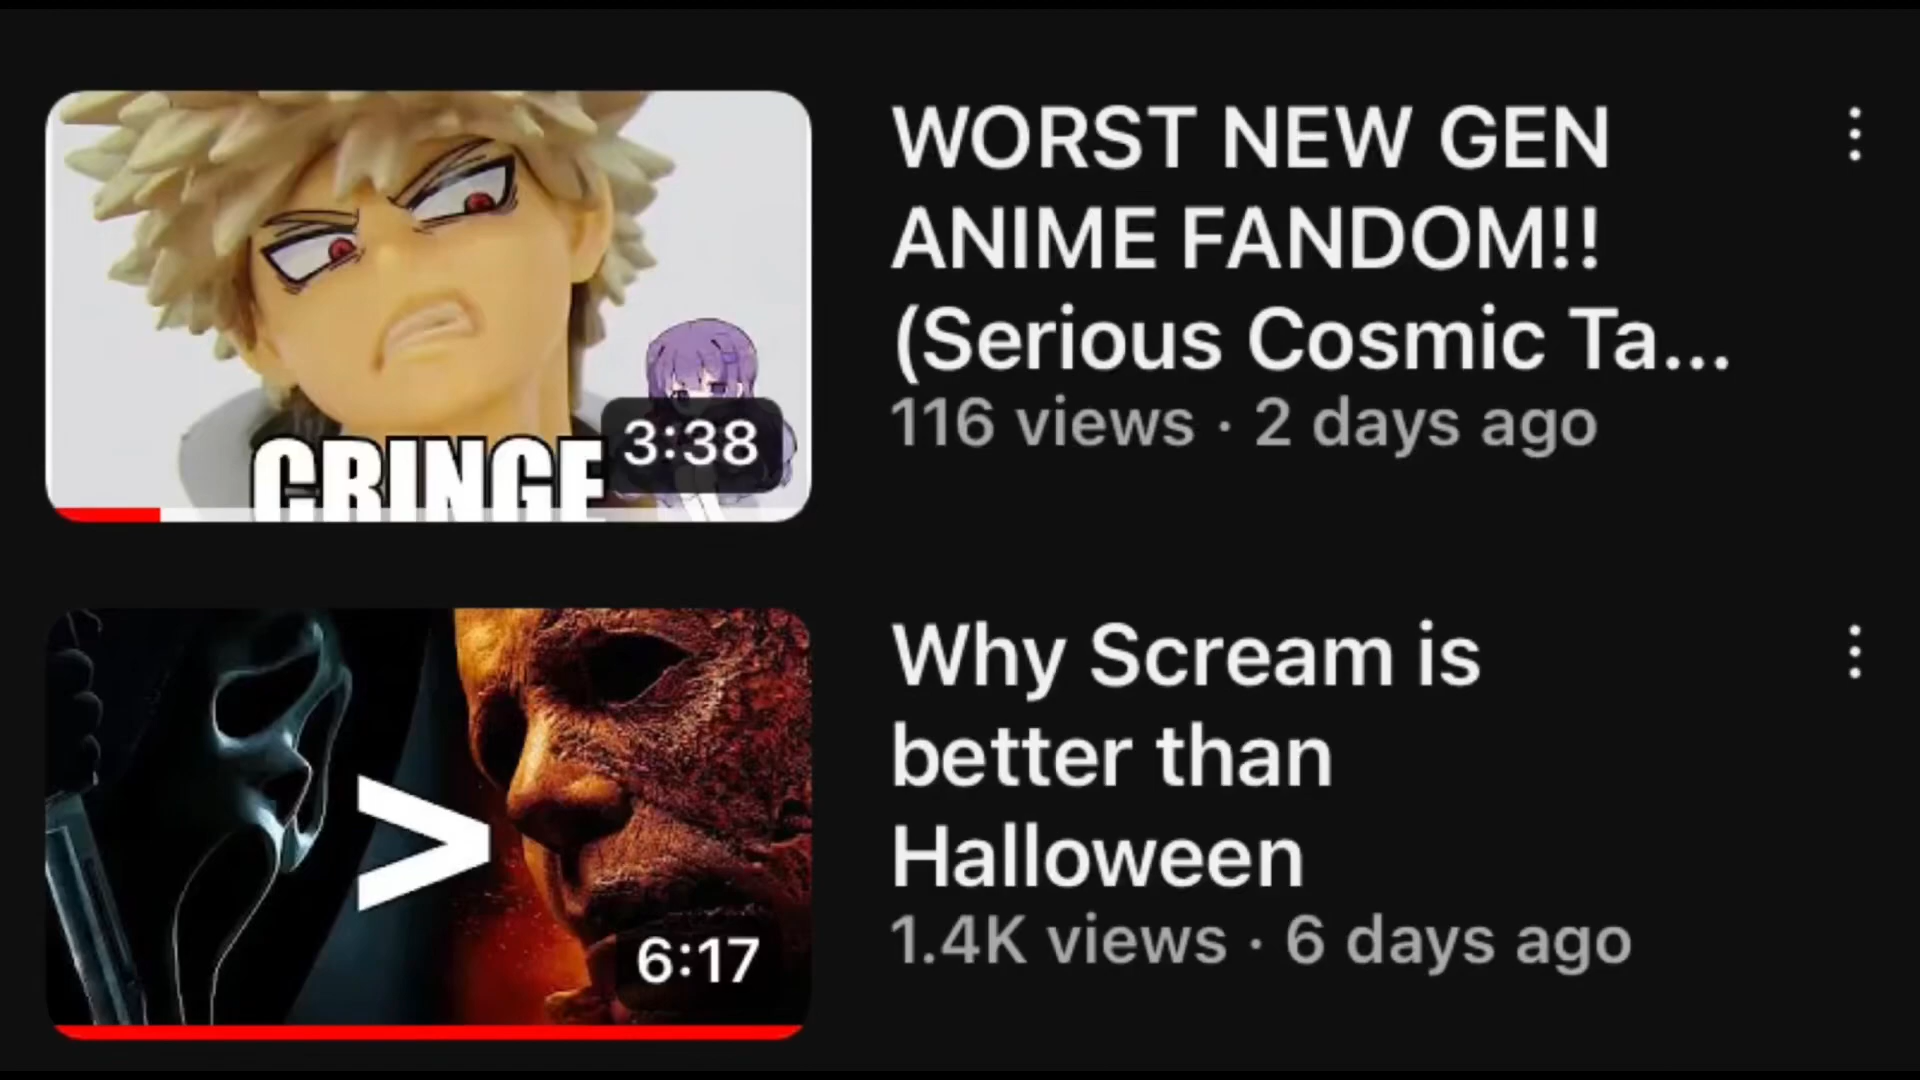 WORST NEW GEN
ANIME FANDOM!!
(Serious Cosmic Ta...
116 views · 2 days ago
CRINGE
3:38
Why Scream is
better than
Halloween
1.4K views · 6 days ago
>
6:17